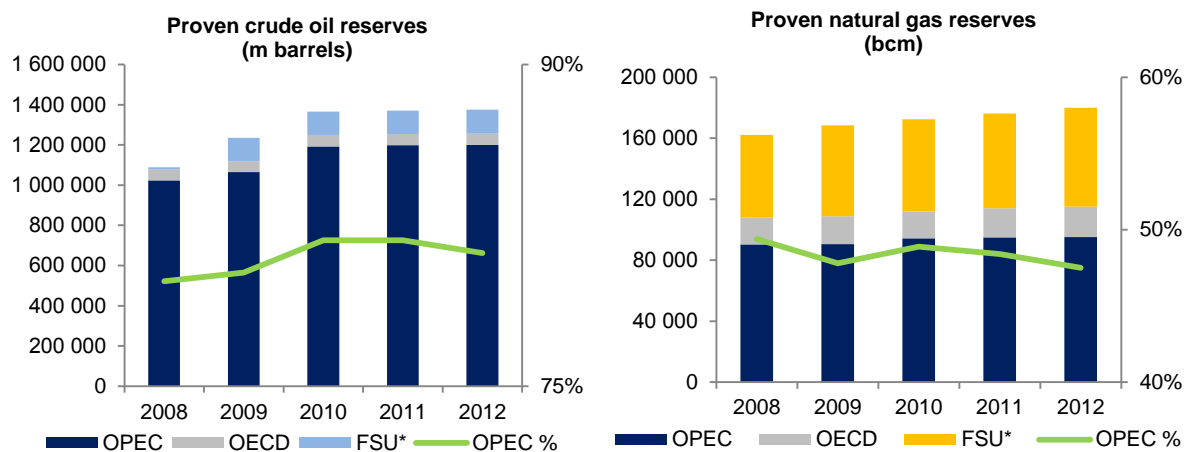 Proven crude oil reserves
(m barrels)
1 600 000
1 400 000
1 200 000
1 000 000
800 000
600 000
400 000
200 000
0
90%
75%
2008 2009 2010 2011 2012
OPEC OECD FSU* OPEC %
Proven natural gas reserves
(bcm)
200 000
160 000
120 000
80 000
40 000
0
60%
50%
40%
2008 2009 2010 2011 2012
OPEC OECD FSU* OPEC %